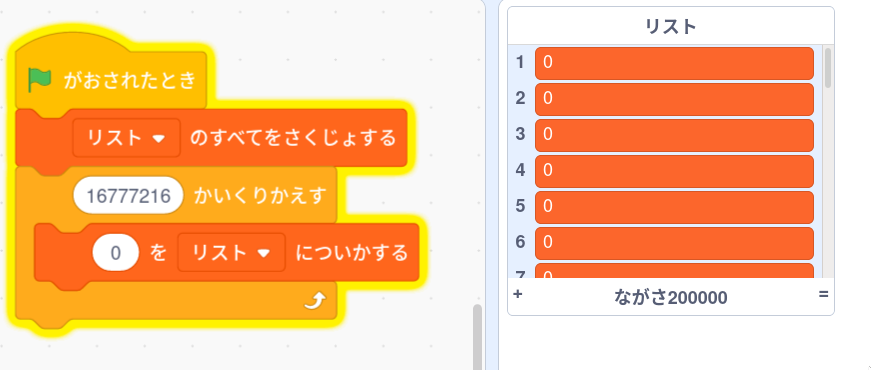 がおされたとき
リスト のすべてをさくじょする
16777216 かいくりかえす
0 を リスト についかする
リスト
1 0
2 0
3 0
4 0
5 0
6 0
7 0
+ ながさ200000 =